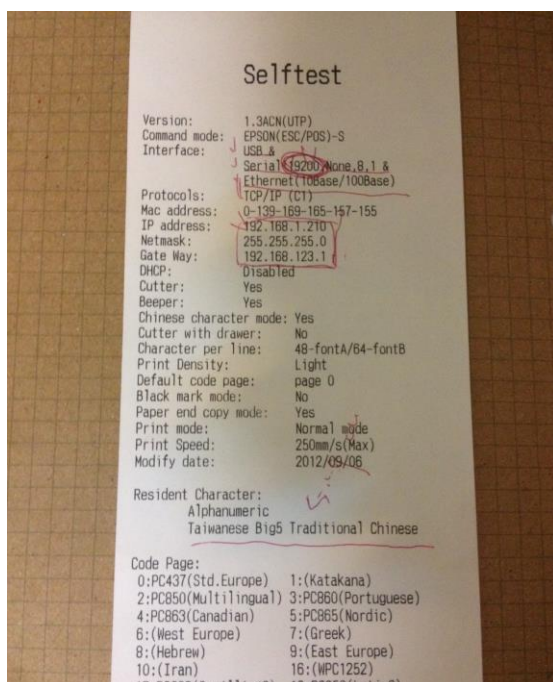 Selftest
Version: 1.3ACN(UTP)
Command mode: EPSON(ESC/POS)-S
Interface: USB &
Serial(19200,None,8,1 &
Ethernet(10Base/100Base)
Protocols: TCP/IP (CT)
Mac address: 0-139-169-165-157-155
IP address: 192.168.1.210
Netmask: 255.255.255.0
Gate Way: 192.168.123.1
DHCP: Disabled
Cutter: Yes
Beeper: Yes
Chinese character mode: Yes
Cutter with drawer: No
Character per line: 48-fontA/64-fontB
Print Density: Light
Default code page: page 0
Black mark mode: No
Paper end copy mode: Yes
Print mode: Normal mode
Print Speed: 250mm/s(Max)
Modify date: 2012/09/06
Resident Character:
Alphanumeric
Taiwanese Big5 Traditional Chinese
Code Page:
0:PC437(Std.Europe) 1:(Katakana)
2:PC850(Multilingual) 3:PC860(Portuguese)
4:PC863(Canadian) 5:PC865(Nordic)
6:(West Europe) 7:(Greek)
8:(Hebrew) 9:(East Europe)
10:(Iran) 16:(WPC1252)